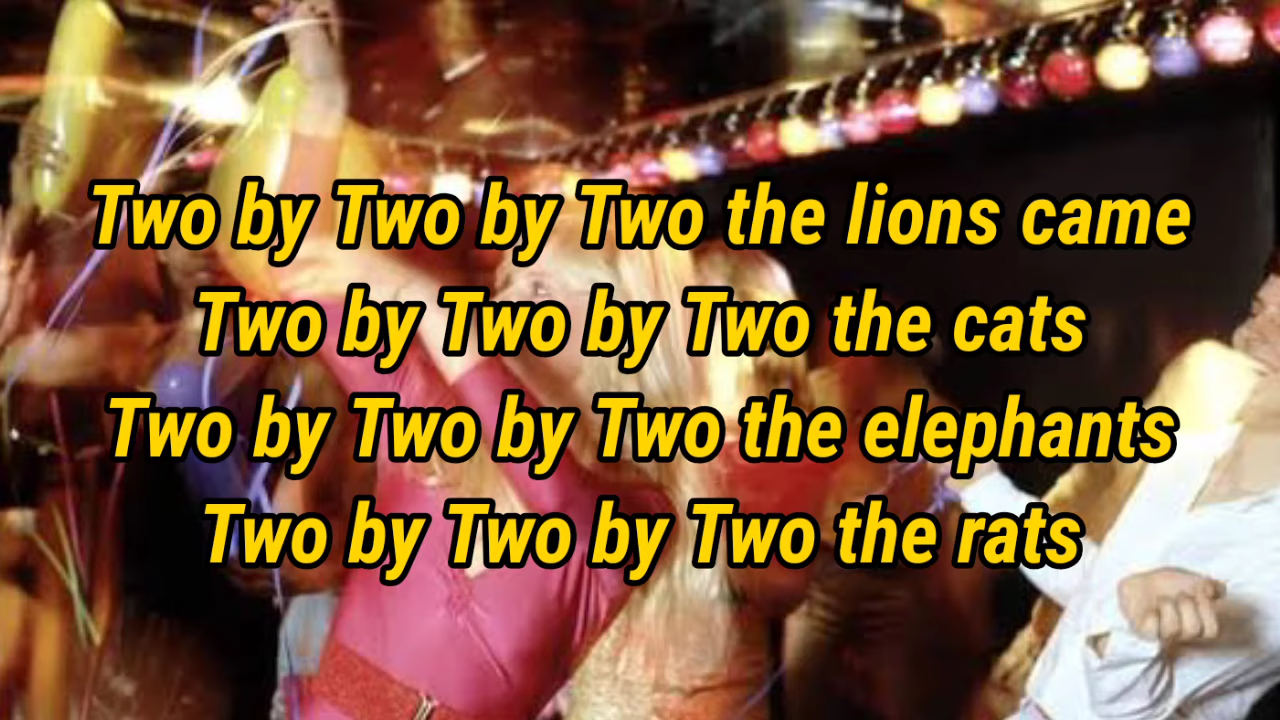 Two by Two by Two the lions came
Two by Two by Two the cats
Two by Two by Two the elephants
Two by Two by Two the rats